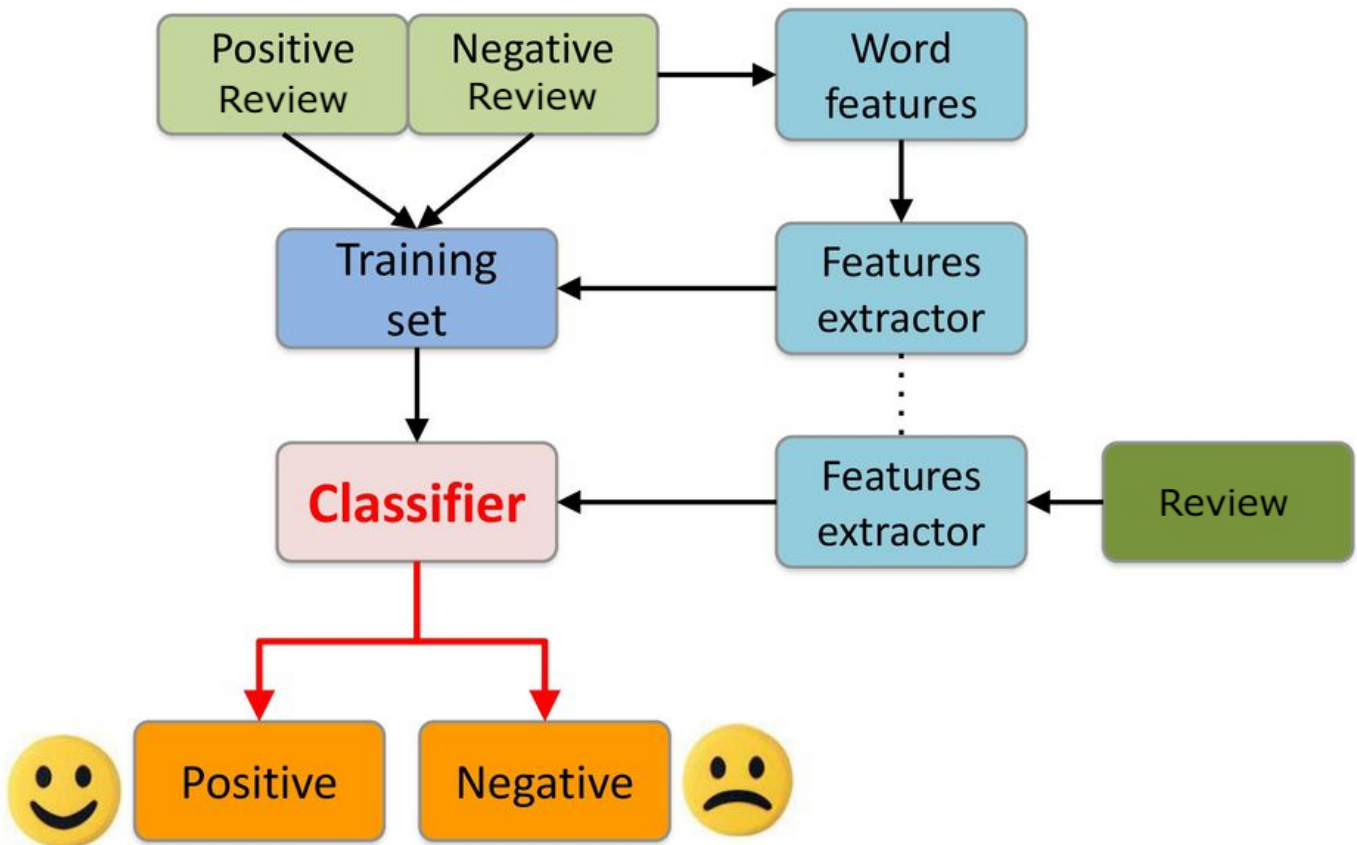 Positive
Review
Negative
Review
Word
features
Training
set
Features
extractor
Classifier
Features
extractor
Review
Positive
Negative